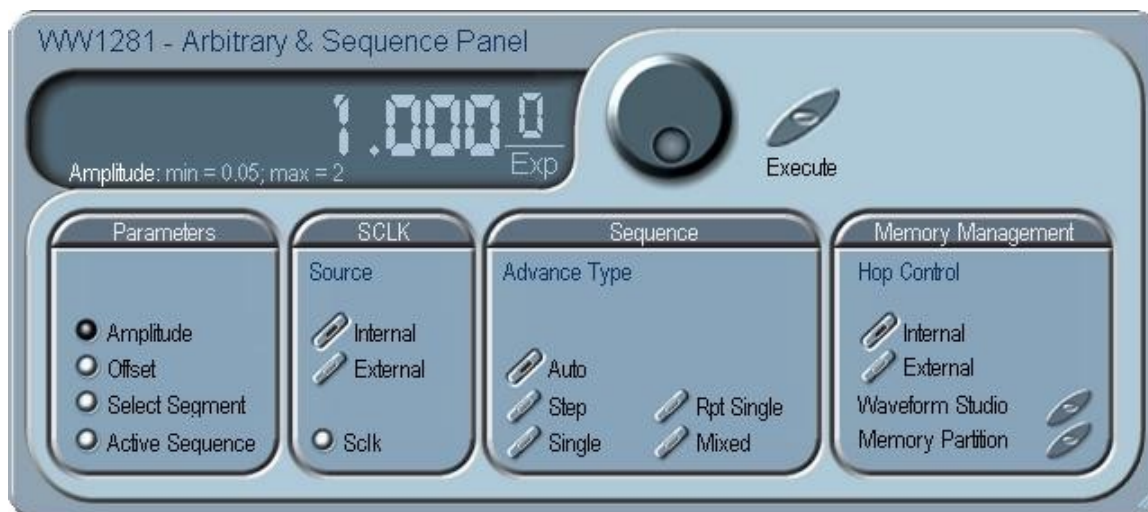 WW1281 - Arbitrary & Sequence Panel
1.000 0
Exp
Amplitude: min = 0.05; max = 2
Execute
Parameters
Amplitude
Offset
Select Segment
Active Sequence
SCLK
Source
Internal
External
Sclk
Sequence
Advance Type
Auto
Step
Single
Rpt Single
Mixed
Memory Management
Hop Control
Internal
External
Waveform Studio
Memory Partition